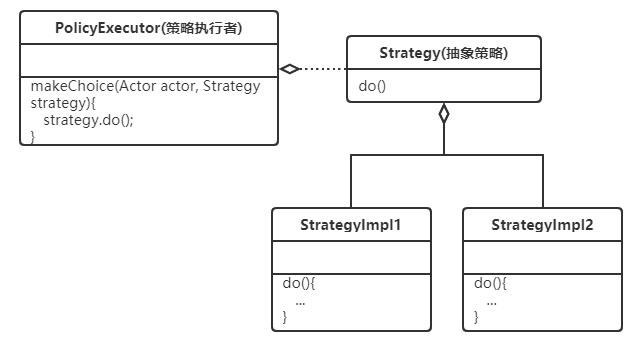 PolicyExecutor(策略执行者)
makeChoice(Actor actor, Strategy
strategy){
strategy.do();
}
Strategy(抽象策略)
do()
StrategyImpl1
do(){
...
}
StrategyImpl2
do(){
...
}